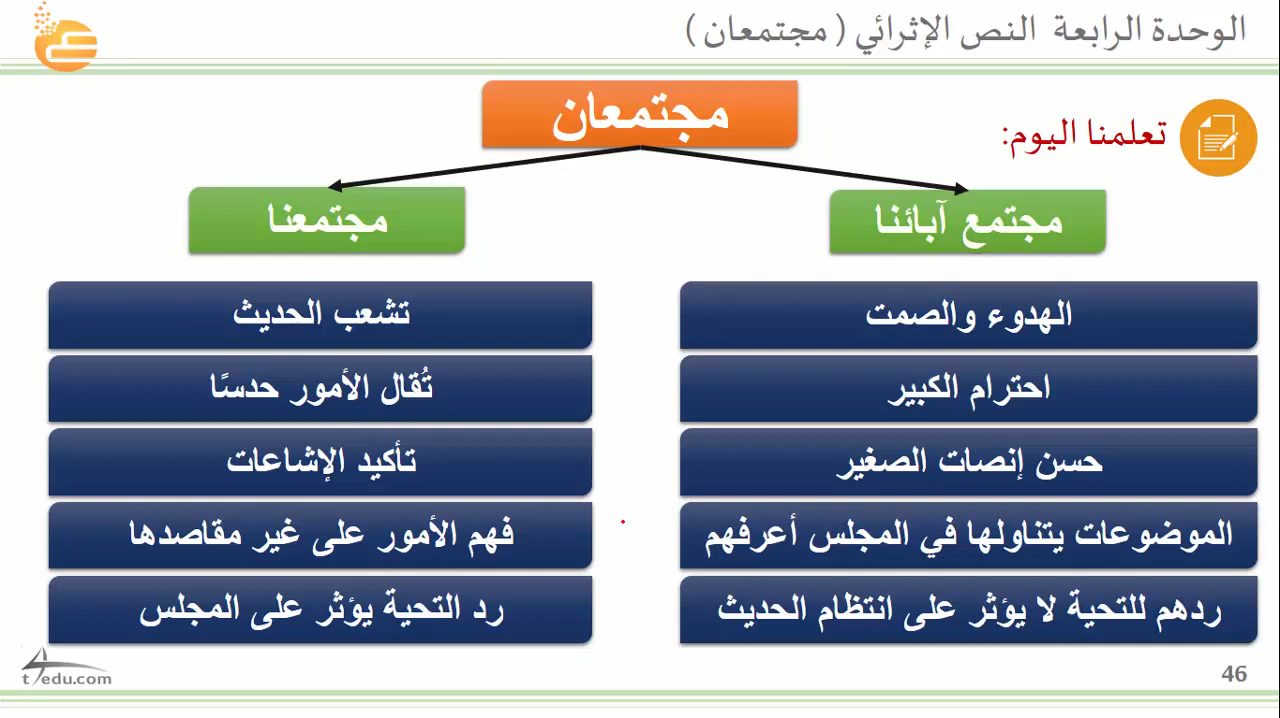 الوحدة الرابعة النص الإثرائي ( مجتمعان )
تعلمنا اليوم:
مجتمعان
مجتمع آبائنا
الهدوء والصمت
احترام الكبير
حسن إنصات الصغير
الموضوعات يتناولها في المجلس أعرفهم
ردهم للتحية لا يؤثر على انتظام الحديث
مجتمعنا
تشعب الحديث
تُقال الأمور حدسًا
تأكيد الإشاعات
فهم الأمور على غير مقاصدها
رد التحية يؤثر على المجلس
t4edu.com
46